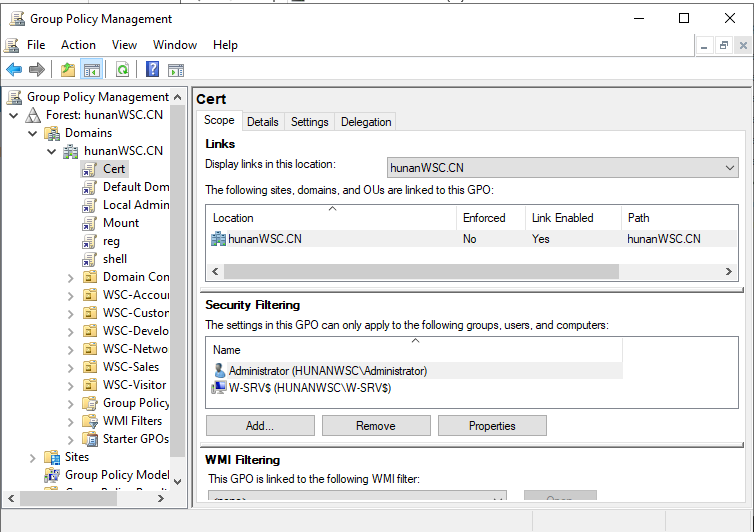 Group Policy Management
File Action View Window Help
Group Policy Management
Forest: hunanWSC.CN
Domains
hunanWSC.CN
Cert
Default Dom
Local Admin
Mount
reg
shell
Domain Con
WSC-Accou
WSC-Custon
WSC-Develo
WSC-Netwo
WSC-Sales
WSC-Visitor
Group Policy
WMI Filters
Starter GPOs
Sites
Group Policy Model
Cert
Scope Details Settings Delegation
Links
Display links in this location: hunanWSC.CN
The following sites, domains, and OUs are linked to this GPO:
Location Enforced Link Enabled Path
hunanWSC.CN No Yes hunanWSC.CN
Security Filtering
The settings in this GPO can only apply to the following groups, users, and computers:
Name
Administrator (HUNANWSC\Administrator)
W-SRV$ (HUNANWSC\W-SRV$)
Add... Remove Properties
WMI Filtering
This GPO is linked to the following WMI filter:
<none>
Open